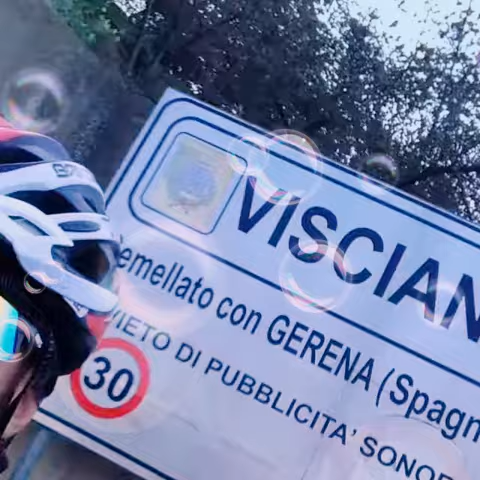 VISCIAN
emellato con GERENA (Spagn
VIETO DI PUBBLICITA' SONOR
30